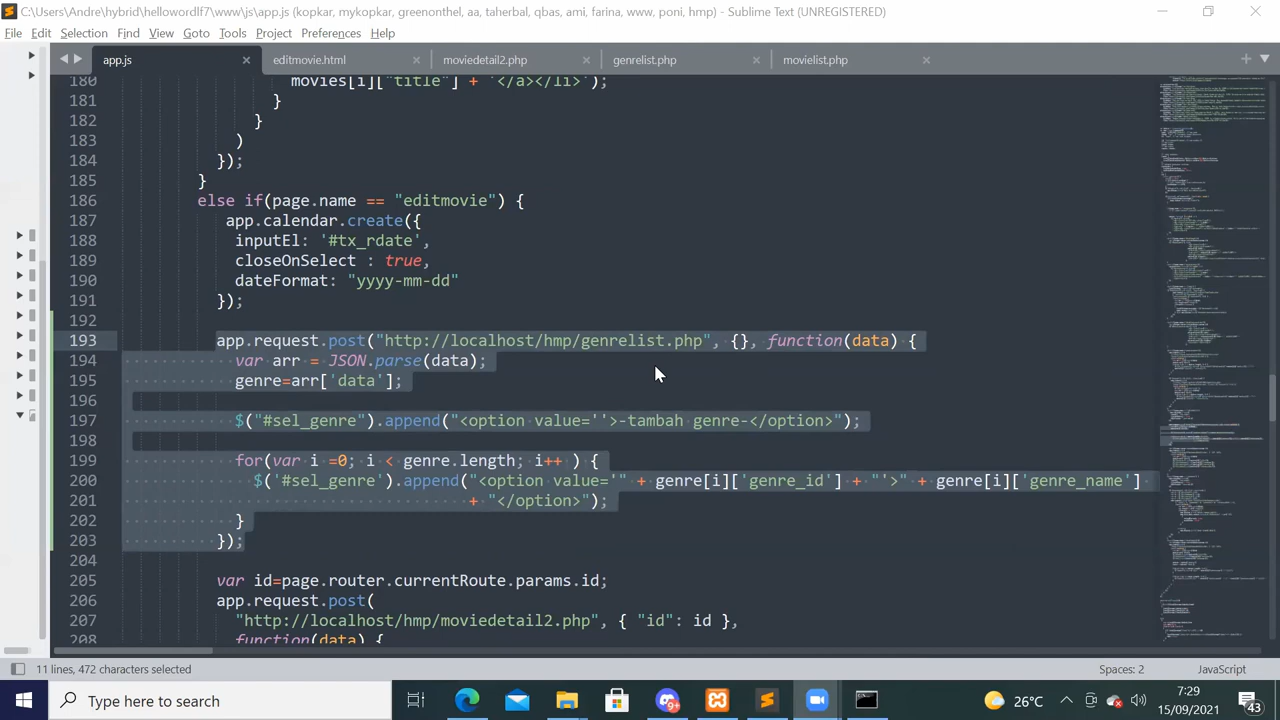 C:\Users\Andre\hybrid\helloworldlf7\www\js\app.js (kopkar, mykopkar, greenopel, aa, taherbal, qbas, ami, farina, www, poni, hmp) - Sublime Text (UNREGISTERED)
File Edit Selection Find View Goto Tools Project Preferences Help
app.js editmovie.html moviedetail2.php genrelist.php movielist.php
180 movies[i]["title"] + '</a></li>');
181 }
182 }
183 )
184 });
185 }
186 else if(page.name == "editmovie") {
187 app.calendar.create({
188 inputEl: '#tx_rdate',
189 closeOnSelect : true,
190 dateFormat: "yyyy-mm-dd"
191 });
192
193 app.request.post("http://localhost/hmp/genrelist.php", {}, function(data) {
194 var arr = JSON.parse(data);
195 genre=arr['data'];
196
197 $("#sel_genre").append("<option value=''>-tambah genre-</option>");
198
199 for(var i=0; i < genre.length; i++) {
200 $('#sel_genre').append("<option value='" + genre[i]['genre_id'] + "'>" + genre[i]['genre_name'] +
201 "</option>");
202 }
203 });
204
205 var id=page.router.currentRoute.params.id;
206 app.request.post(
207 "http://localhost/hmp/moviedetail2.php", { "id": id },
208 function(data) {
11 lines, 472 characters selected Spaces: 2 JavaScript
Type here to search 26°C 7:29
15/09/2021 43